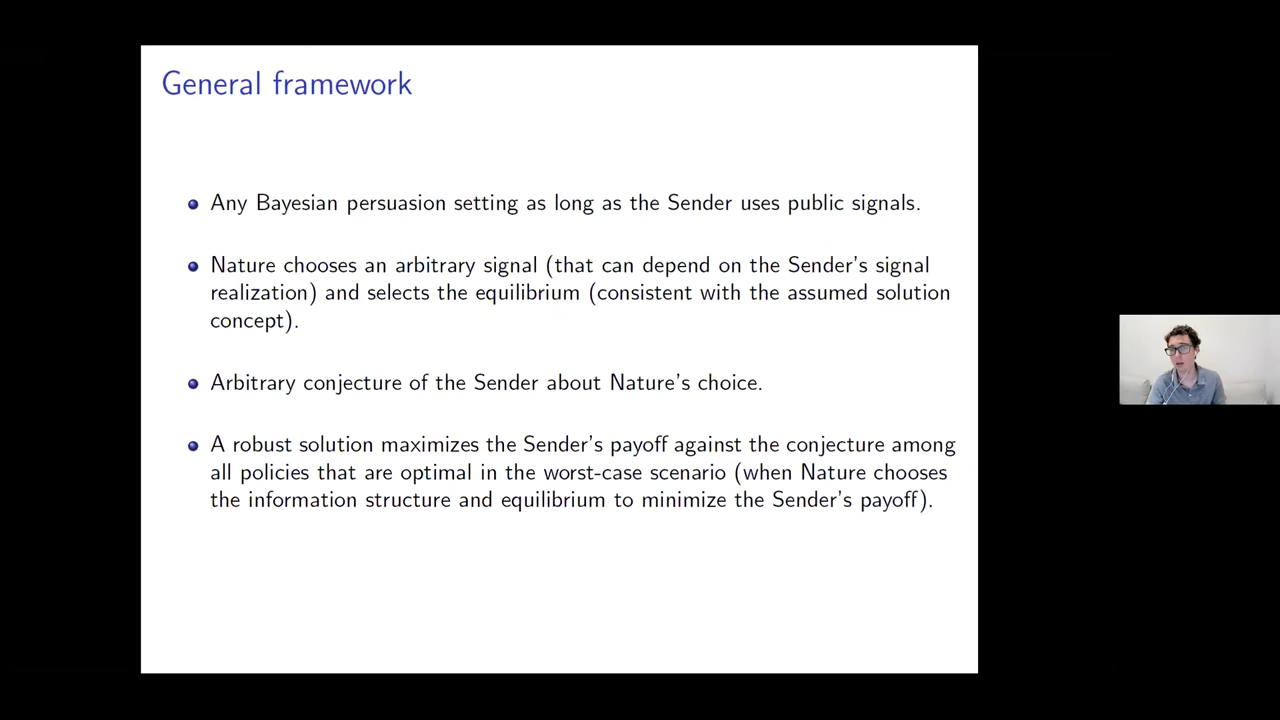 General framework
Any Bayesian persuasion setting as long as the Sender uses public signals.
Nature chooses an arbitrary signal (that can depend on the Sender's signal
realization) and selects the equilibrium (consistent with the assumed solution
concept).
Arbitrary conjecture of the Sender about Nature's choice.
A robust solution maximizes the Sender's payoff against the conjecture among
all policies that are optimal in the worst-case scenario (when Nature chooses
the information structure and equilibrium to minimize the Sender's payoff).